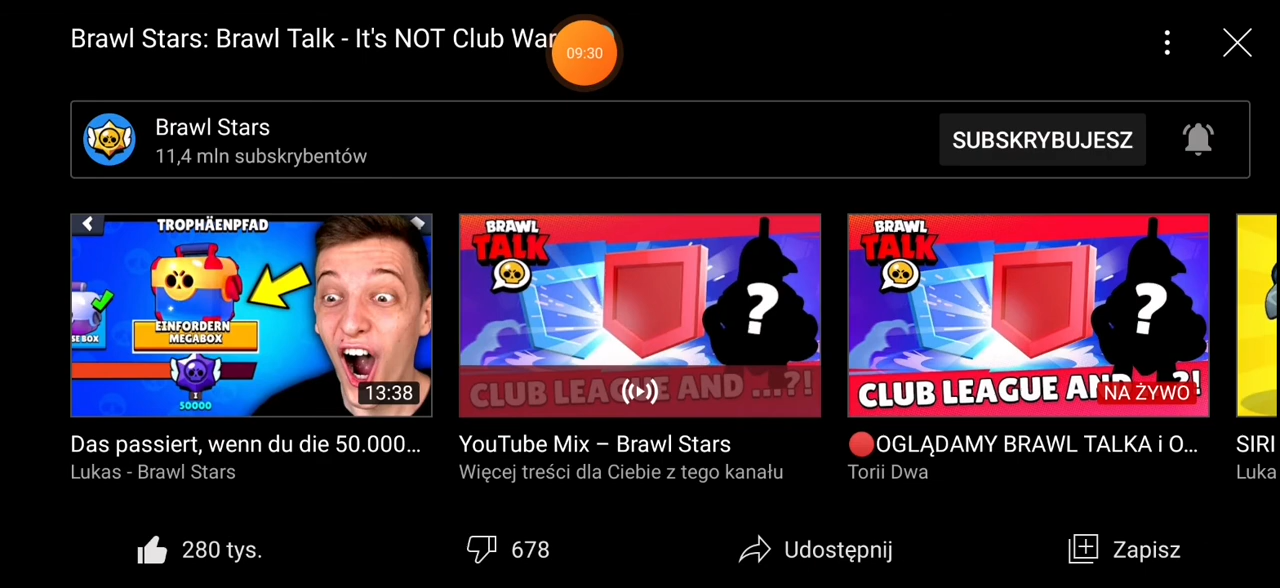 Brawl Stars: Brawl Talk - It's NOT Club War
09:30
Brawl Stars
11,4 mln subskrybentów
SUBSKRYBUJESZ
TROPHÄENPFAD
EINFORDERN
MEGABOX
50000
13:38
BRAWL
TALK
?
CLUB LEAGUE AND ...?!
BRAWL
TALK
?
CLUB LEAGUE AN ?!
NA ŻYWO
Das passiert, wenn du die 50.000...
Lukas - Brawl Stars
YouTube Mix – Brawl Stars
Więcej treści dla Ciebie z tego kanału
🔴OGLĄDAMY BRAWL TALKA i O...
Torii Dwa
SIRI
Luka
280 tys.
678
Udostępnij
Zapisz